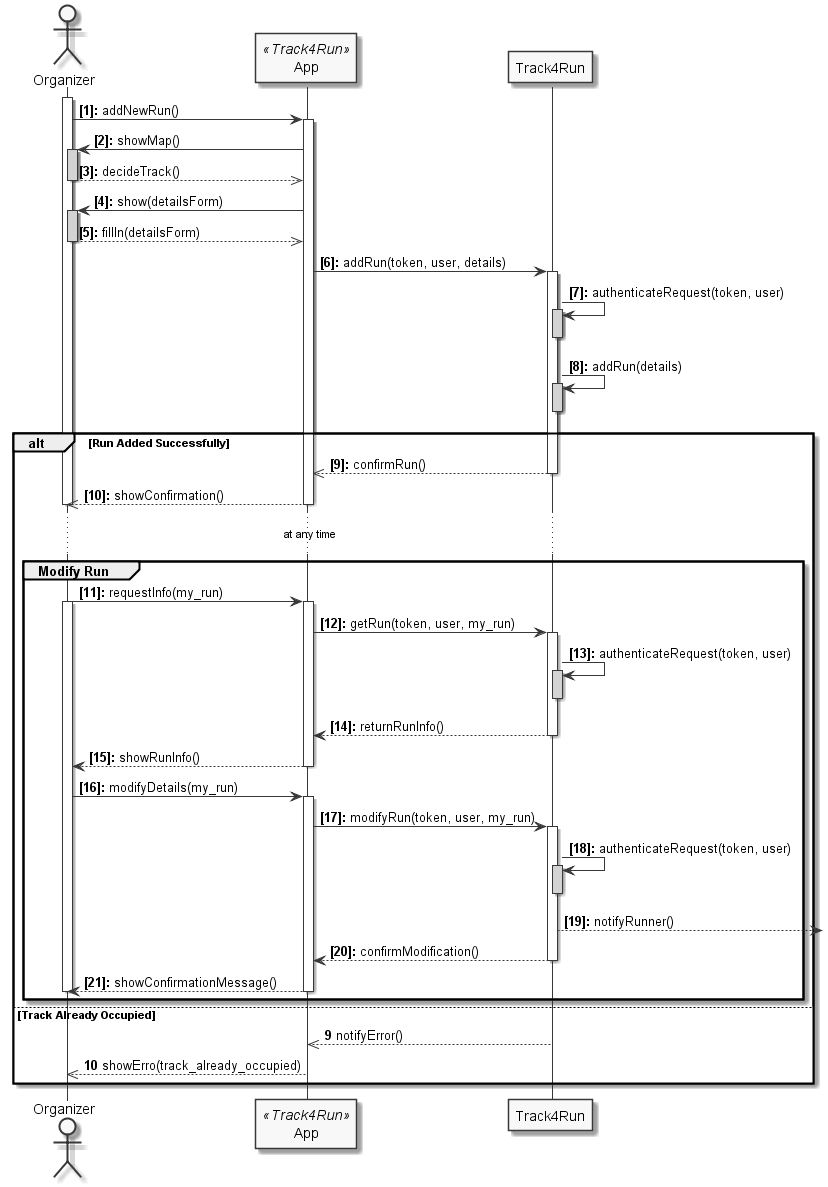 Organizer
«Track4Run»
App
Track4Run
[1]: addNewRun()
[2]: showMap()
[3]: decideTrack()
[4]: show(detailsForm)
[5]: fillIn(detailsForm)
[6]: addRun(token, user, details)
[7]: authenticateRequest(token, user)
[8]: addRun(details)
alt [Run Added Successfully]
[9]: confirmRun()
[10]: showConfirmation()
at any time
Modify Run
[11]: requestInfo(my_run)
[12]: getRun(token, user, my_run)
[13]: authenticateRequest(token, user)
[14]: returnRunInfo()
[15]: showRunInfo()
[16]: modifyDetails(my_run)
[17]: modifyRun(token, user, my_run)
[18]: authenticateRequest(token, user)
[19]: notifyRunner()
[20]: confirmModification()
[21]: showConfirmationMessage()
[Track Already Occupied]
9 notifyError()
10 showErro(track_already_occupied)
Organizer
«Track4Run»
App
Track4Run